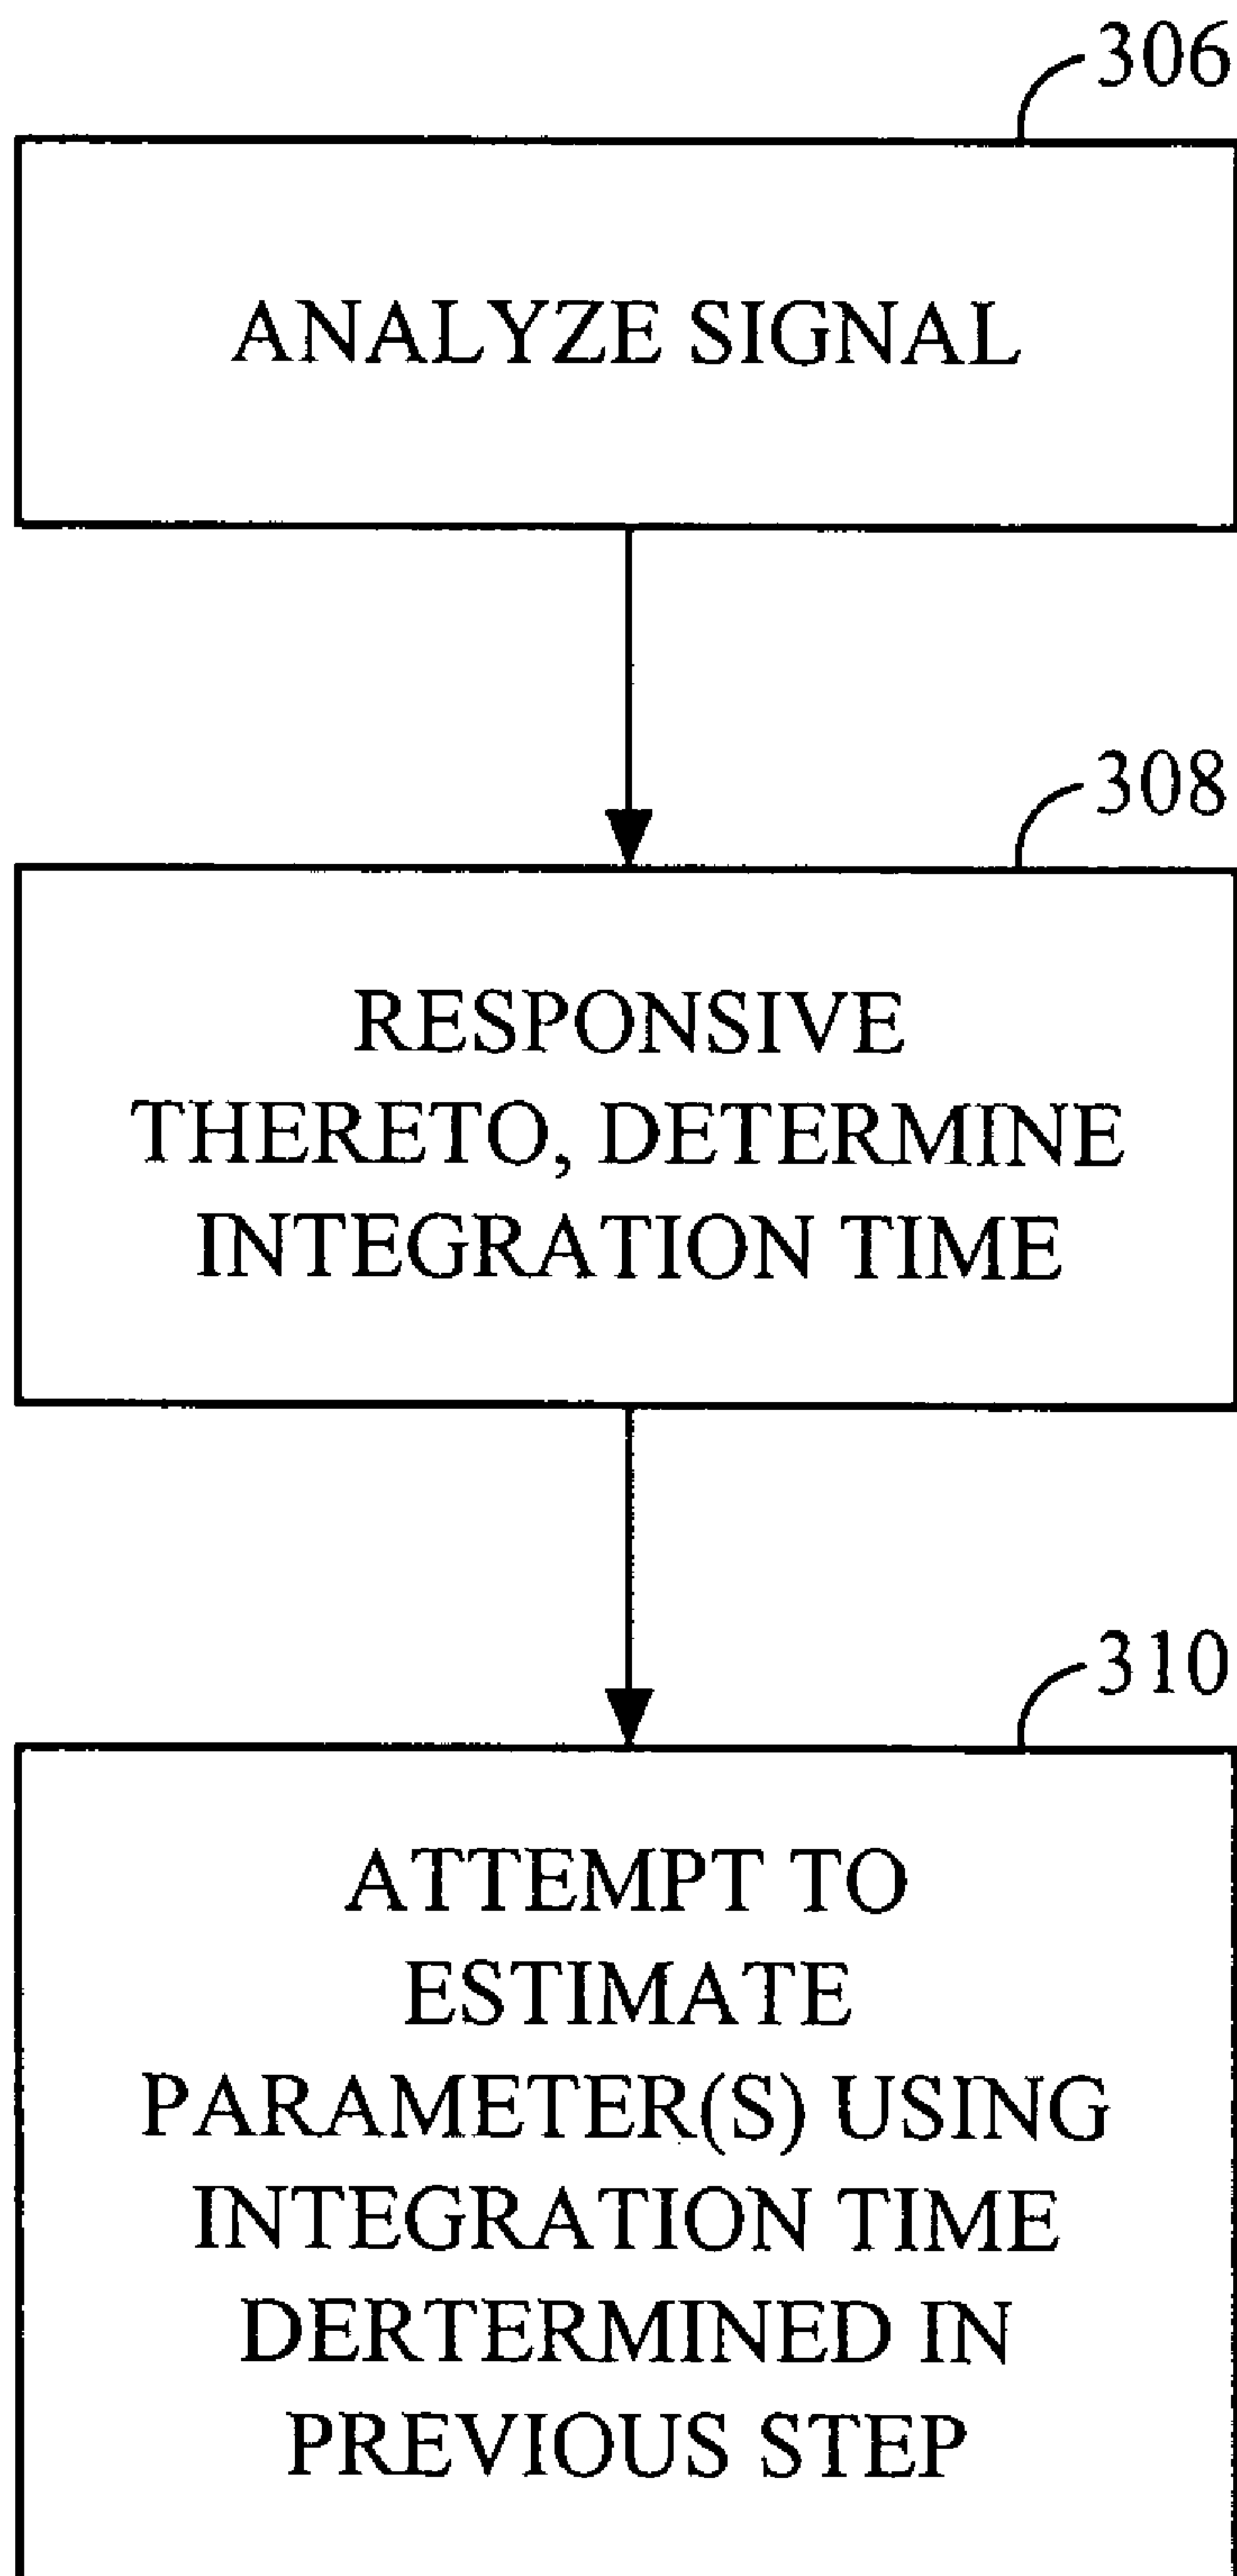 306
ANALYZE SIGNAL
308
RESPONSIVE
THERETO, DETERMINE
INTEGRATION TIME
310
ATTEMPT TO
ESTIMATE
PARAMETER(S) USING
INTEGRATION TIME
DERTERMINED IN
PREVIOUS STEP